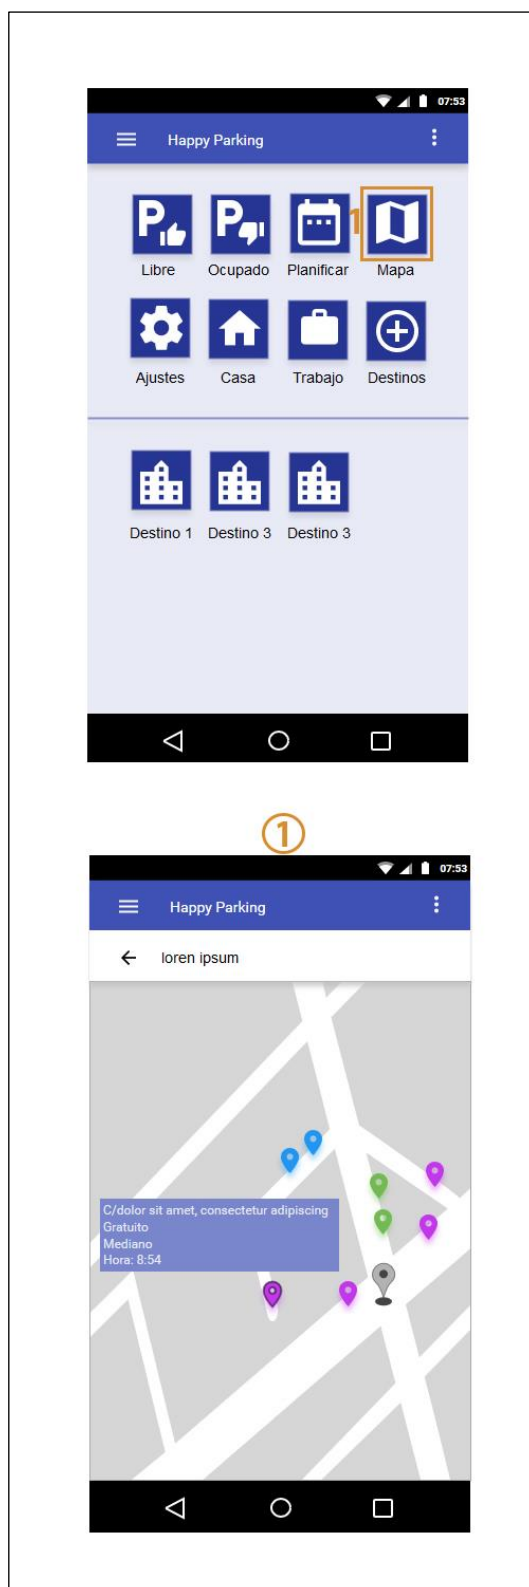 07:53
Happy Parking
1
Libre Ocupado Planificar Mapa
Ajustes Casa Trabajo Destinos
Destino 1 Destino 3 Destino 3
1
07:53
Happy Parking
loren ipsum
C/dolor sit amet, consectetur adipiscing
Gratuito
Mediano
Hora: 8:54